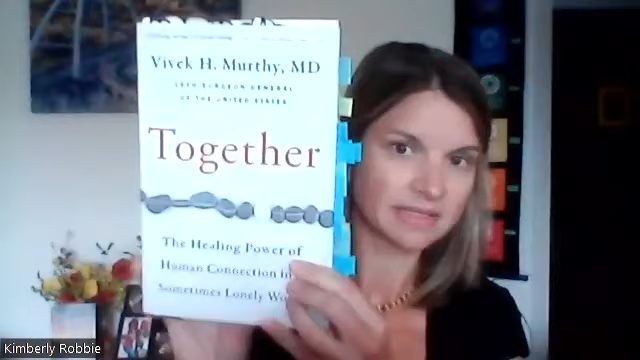 Vivek H. Murthy, MD
19TH SURGEON GENERAL
OF THE UNITED STATES
Together
The Healing Power of
Human Connection in
Sometimes Lonely Wo
Kimberly Robbie